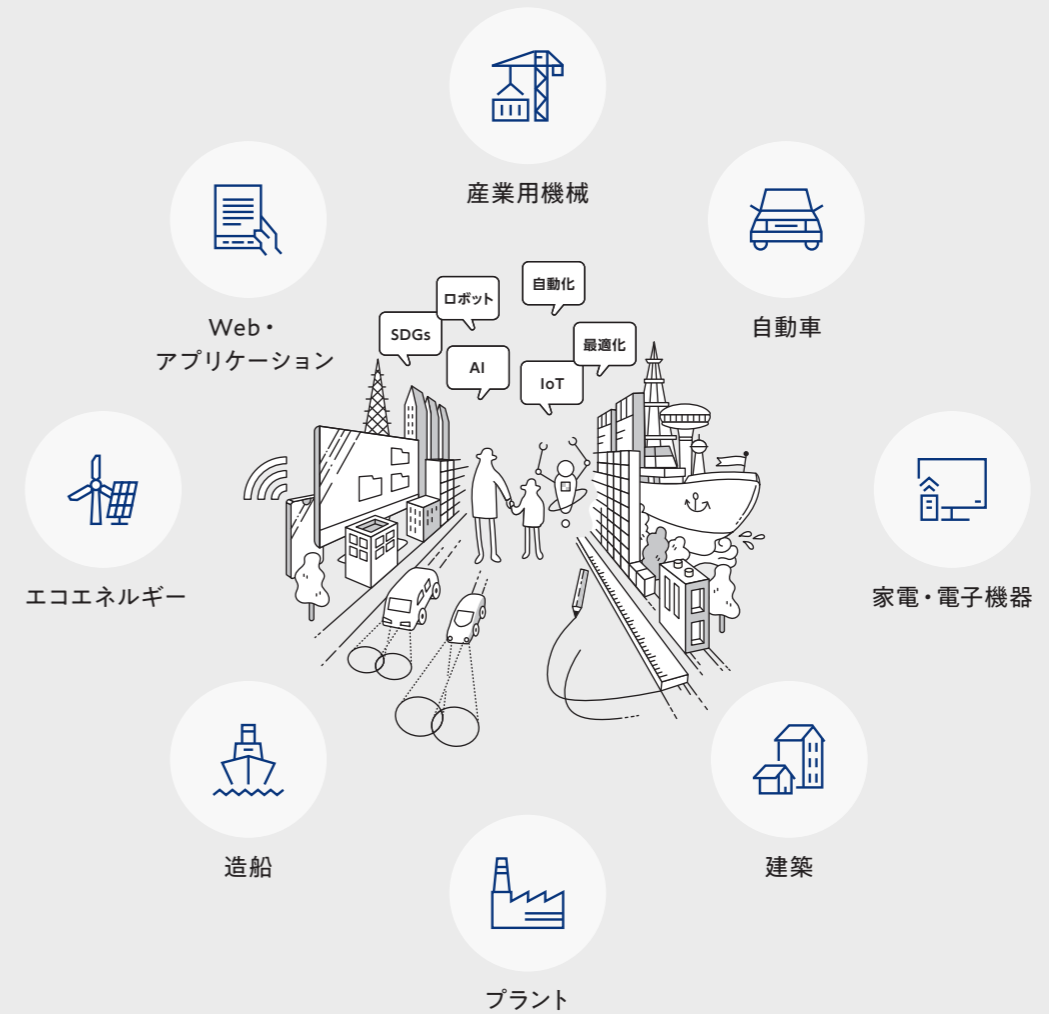 産業用機械
Web・
アプリケーション
自動車
自動化
ロボット
SDGs
最適化
AI
IoT
エコエネルギー
家電・電子機器
造船
建築
プラント